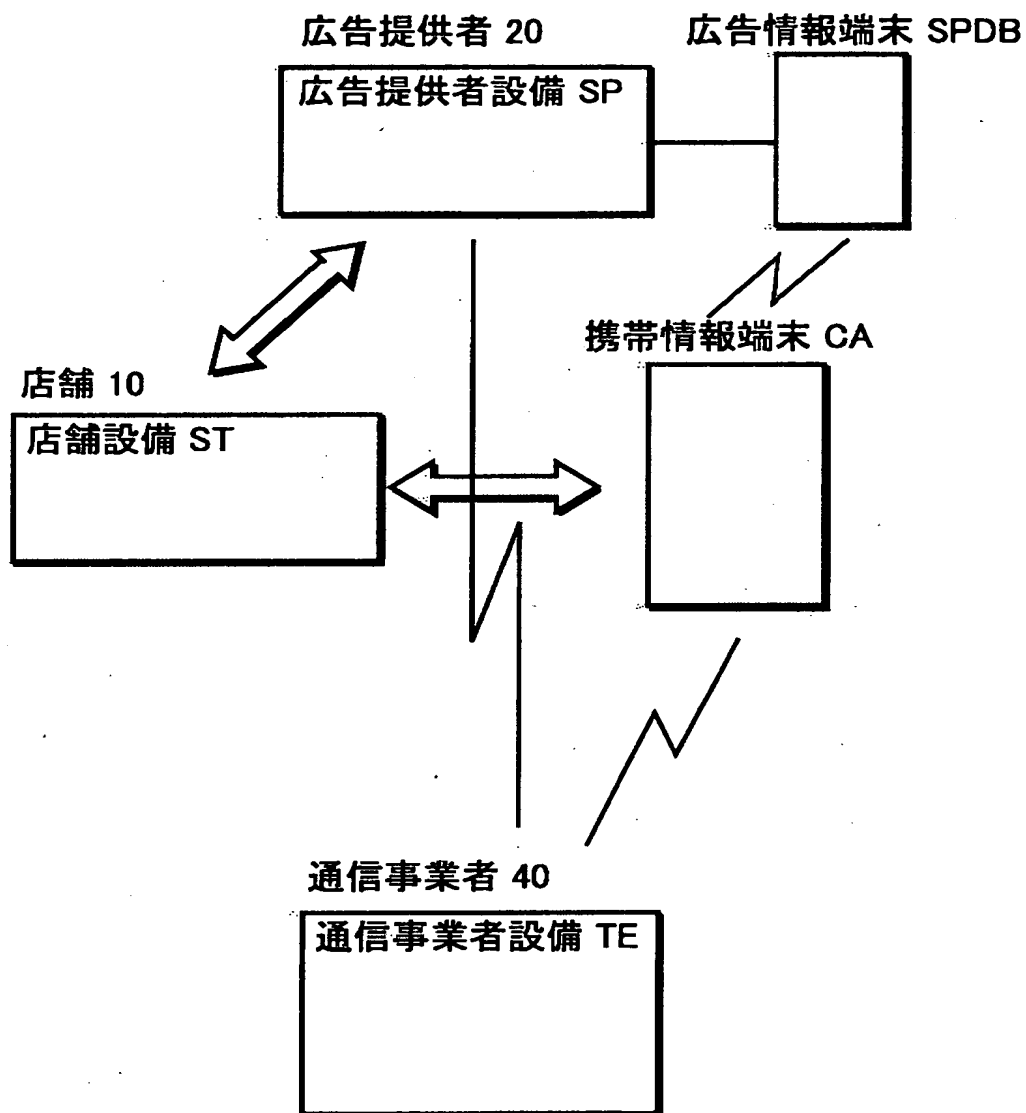 広告提供者 20
広告情報端末 SPDB
広告提供者設備 SP
携帯情報端末 CA
店舗 10
店舗設備 ST
通信事業者 40
通信事業者設備 TE